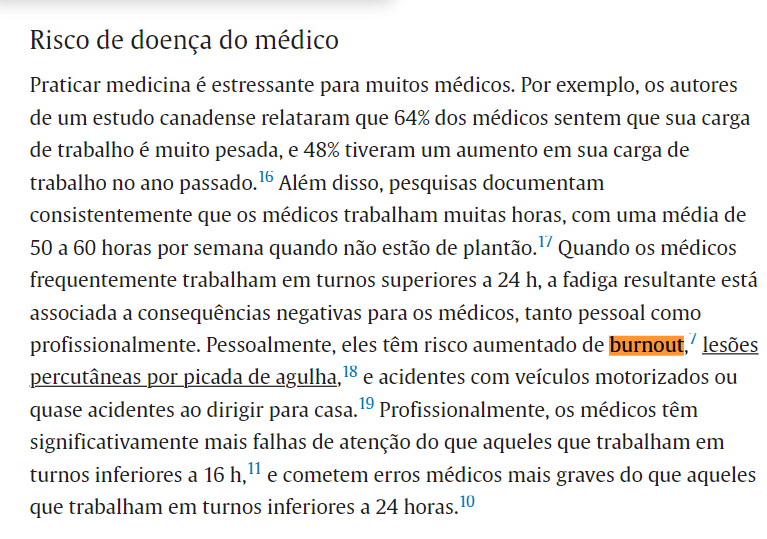 Risco de doença do médico
Praticar medicina é estressante para muitos médicos. Por exemplo, os autores
de um estudo canadense relataram que 64% dos médicos sentem que sua carga
de trabalho é muito pesada, e 48% tiveram um aumento em sua carga de
trabalho no ano passado.16 Além disso, pesquisas documentam
consistentemente que os médicos trabalham muitas horas, com uma média de
50 a 60 horas por semana quando não estão de plantão.17 Quando os médicos
frequentemente trabalham em turnos superiores a 24 h, a fadiga resultante está
associada a consequências negativas para os médicos, tanto pessoal como
profissionalmente. Pessoalmente, eles têm risco aumentado de burnout,7 lesões
percutâneas por picada de agulha,18 e acidentes com veículos motorizados ou
quase acidentes ao dirigir para casa.19 Profissionalmente, os médicos têm
significativamente mais falhas de atenção do que aqueles que trabalham em
turnos inferiores a 16 h,11 e cometem erros médicos mais graves do que aqueles
que trabalham em turnos inferiores a 24 horas.10